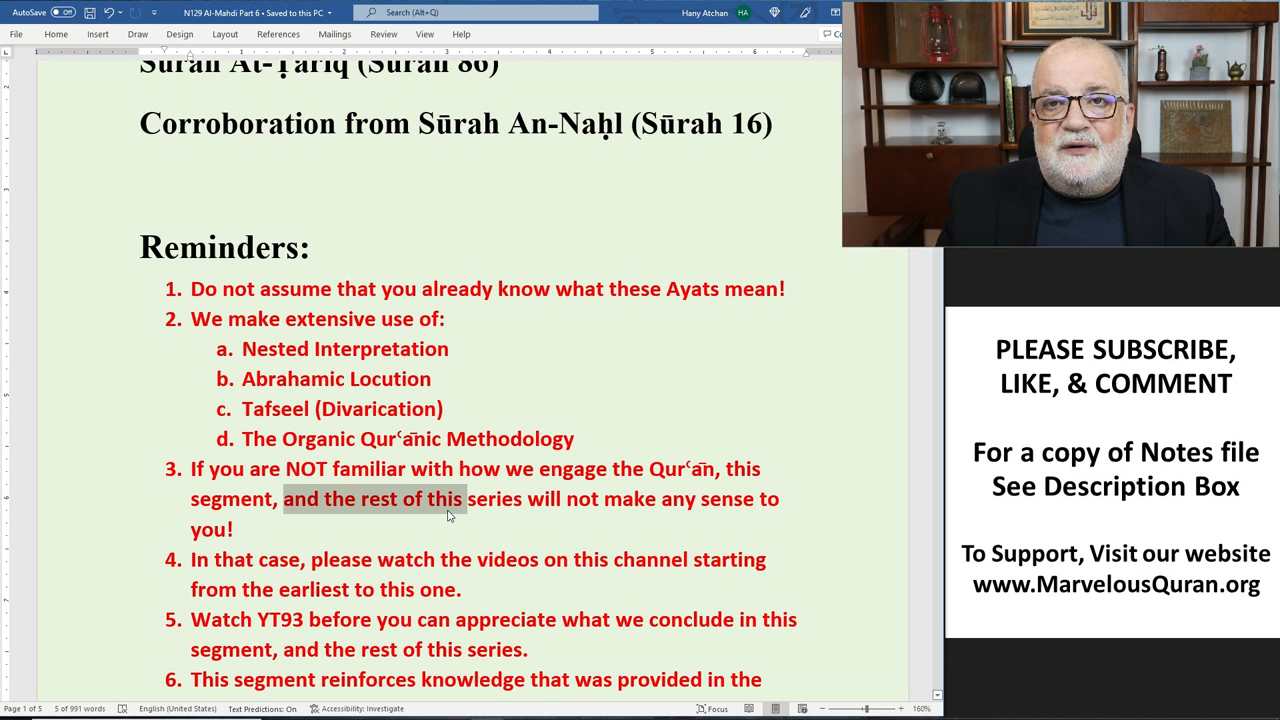 AutoSave Off
N129 Al-Mahdi Part 6 • Saved to this PC
Search (Alt+Q)
Hany Atchan HA
File Home Insert Draw Design Layout References Mailings Review View Help
Sūrah Aṭ-Ṭāriq (Sūrah 86)
Corroboration from Sūrah An-Naḥl (Sūrah 16)
Reminders:
1. Do not assume that you already know what these Ayats mean!
2. We make extensive use of:
a. Nested Interpretation
b. Abrahamic Locution
c. Tafseel (Divarication)
d. The Organic Qurʿānic Methodology
3. If you are NOT familiar with how we engage the Qurʿān, this
segment, and the rest of this series will not make any sense to
you!
4. In that case, please watch the videos on this channel starting
from the earliest to this one.
5. Watch YT93 before you can appreciate what we conclude in this
segment, and the rest of this series.
6. This segment reinforces knowledge that was provided in the
PLEASE SUBSCRIBE,
LIKE, & COMMENT
For a copy of Notes file
See Description Box
To Support, Visit our website
www.MarvelousQuran.org
Page 1 of 5 5 of 991 words English (United States) Text Predictions: On Accessibility: Investigate Focus 160%